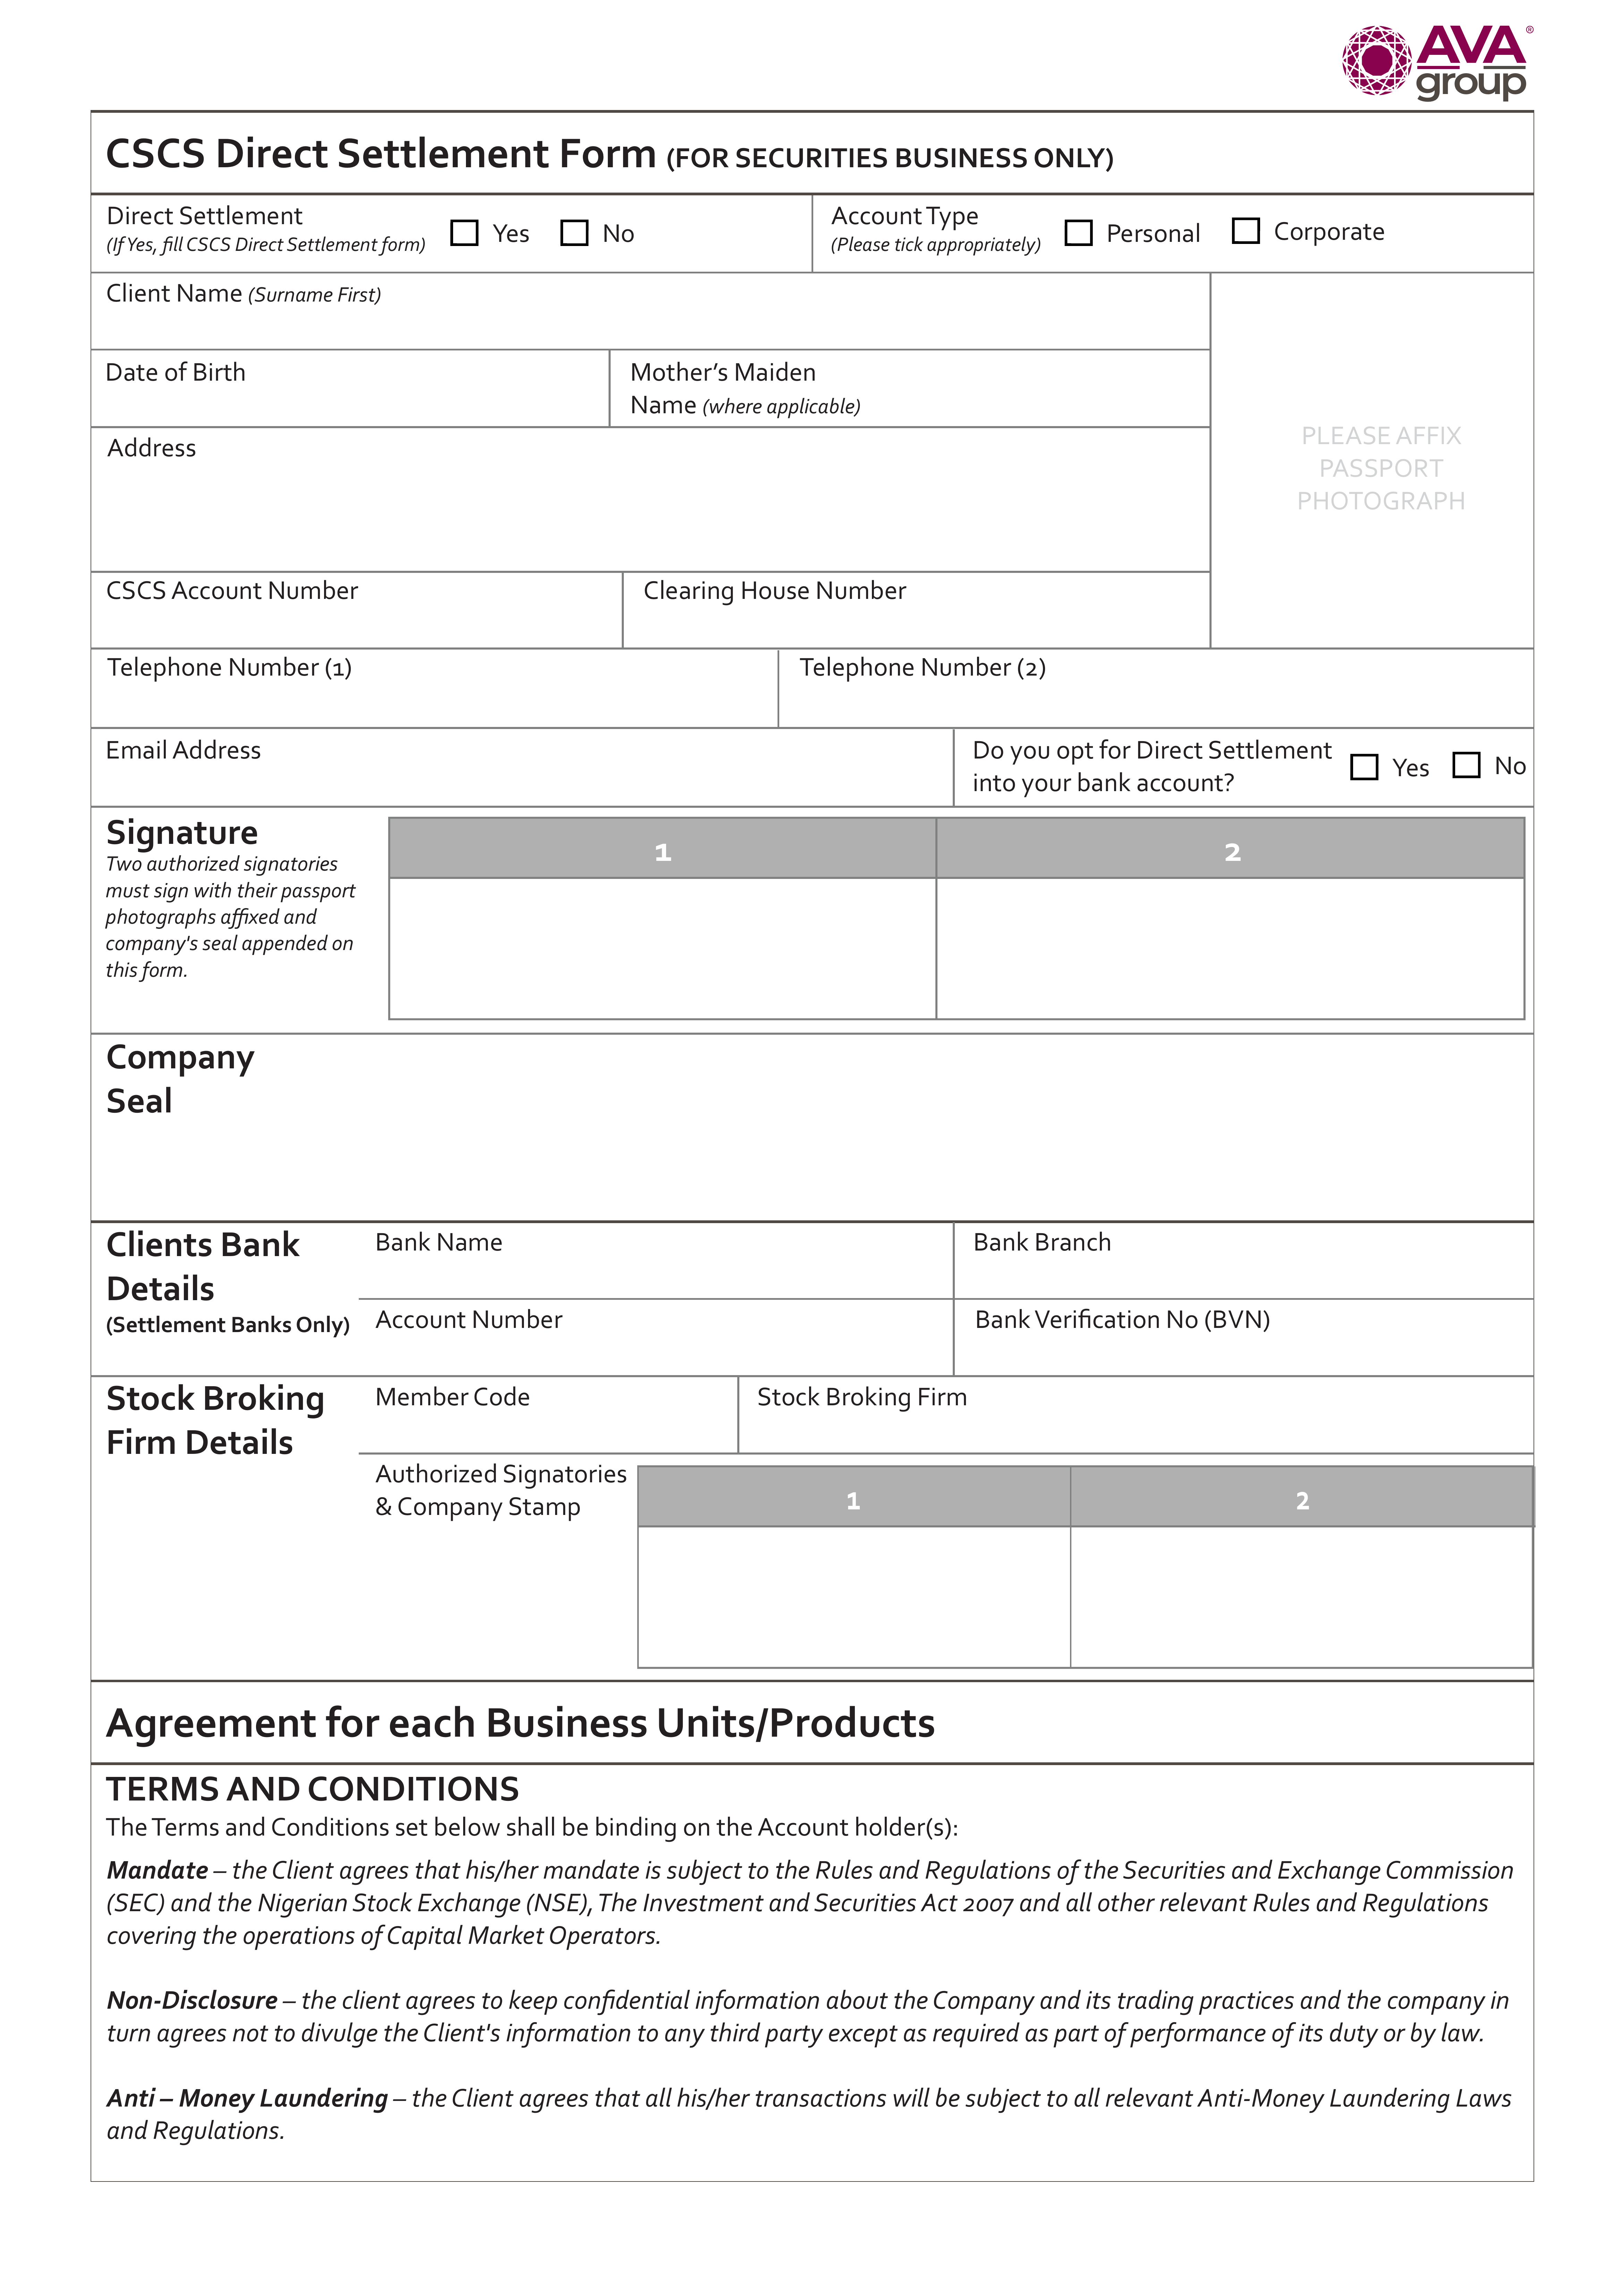 AVA®
group
CSCS Direct Settlement Form (FOR SECURITIES BUSINESS ONLY)
Direct Settlement
(If Yes, fill CSCS Direct Settlement form)
Yes
No
Account Type
(Please tick appropriately)
Personal
Corporate
Client Name (Surname First)
Date of Birth
Mother’s Maiden
Name (where applicable)
PLEASE AFFIX
PASSPORT
PHOTOGRAPH
Address
CSCS Account Number
Clearing House Number
Telephone Number (1)
Telephone Number (2)
Email Address
Do you opt for Direct Settlement
into your bank account?
Yes
No
Signature
Two authorized signatories
must sign with their passport
photographs affixed and
company's seal appended on
this form.
1
2
Company
Seal
Clients Bank
Details
(Settlement Banks Only)
Bank Name
Bank Branch
Account Number
Bank Verification No (BVN)
Stock Broking
Firm Details
Member Code
Stock Broking Firm
Authorized Signatories
& Company Stamp
1
2
Agreement for each Business Units/Products
TERMS AND CONDITIONS
The Terms and Conditions set below shall be binding on the Account holder(s):
Mandate – the Client agrees that his/her mandate is subject to the Rules and Regulations of the Securities and Exchange Commission
(SEC) and the Nigerian Stock Exchange (NSE), The Investment and Securities Act 2007 and all other relevant Rules and Regulations
covering the operations of Capital Market Operators.
Non-Disclosure – the client agrees to keep confidential information about the Company and its trading practices and the company in
turn agrees not to divulge the Client's information to any third party except as required as part of performance of its duty or by law.
Anti – Money Laundering – the Client agrees that all his/her transactions will be subject to all relevant Anti-Money Laundering Laws
and Regulations.